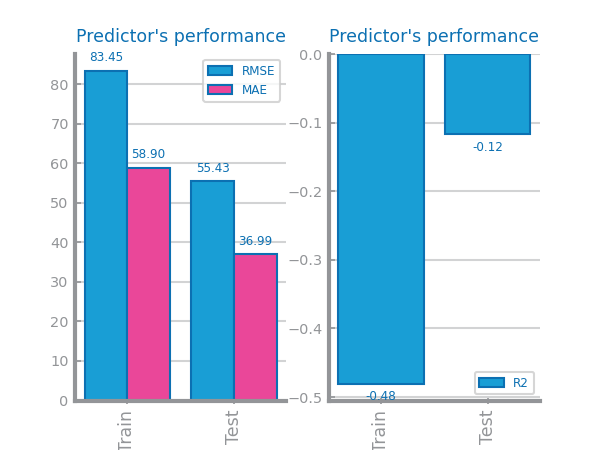 Predictor's performance
83.45
58.90
55.43
36.99
RMSE
MAE
80
70
60
50
40
30
20
10
0
Train
Test
Predictor's performance
0.0
−0.1
−0.2
−0.3
−0.4
−0.5
-0.12
-0.48
R2
Train
Test